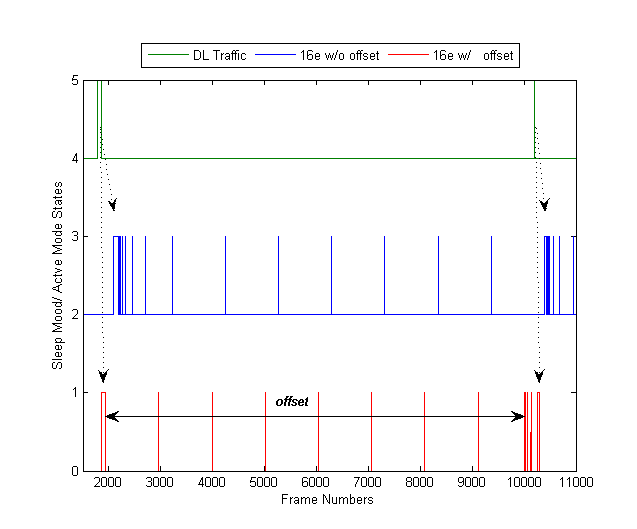 DL Traffic 16e w/o offset 16e w/ offset
5
4
3
2
1
0
Sleep Mood/ Actve Mode States
offset
2000 3000 4000 5000 6000 7000 8000 9000 10000 11000
Frame Numbers